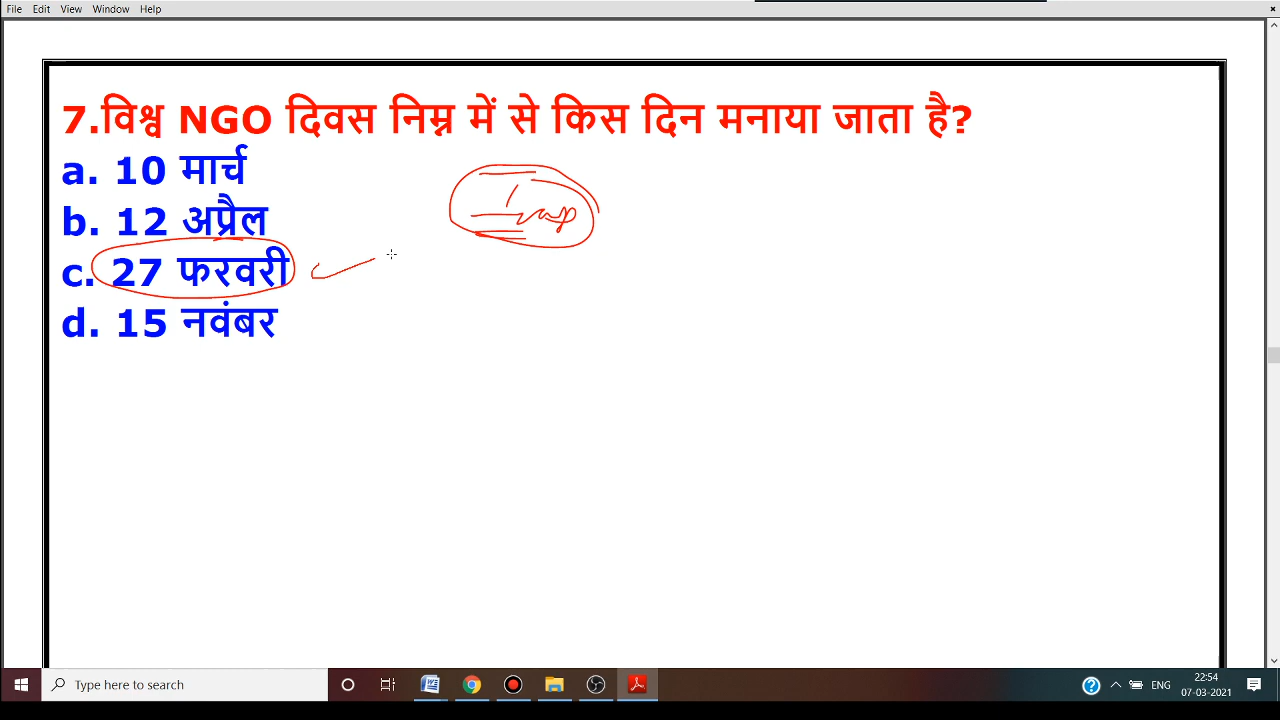 File Edit View Window Help
7.विश्व NGO दिवस निम्न में से किस दिन मनाया जाता है?
a. 10 मार्च
b. 12 अप्रैल
Imp
c. 27 फरवरी
d. 15 नवंबर
Type here to search
ENG
22:54
07-03-2021